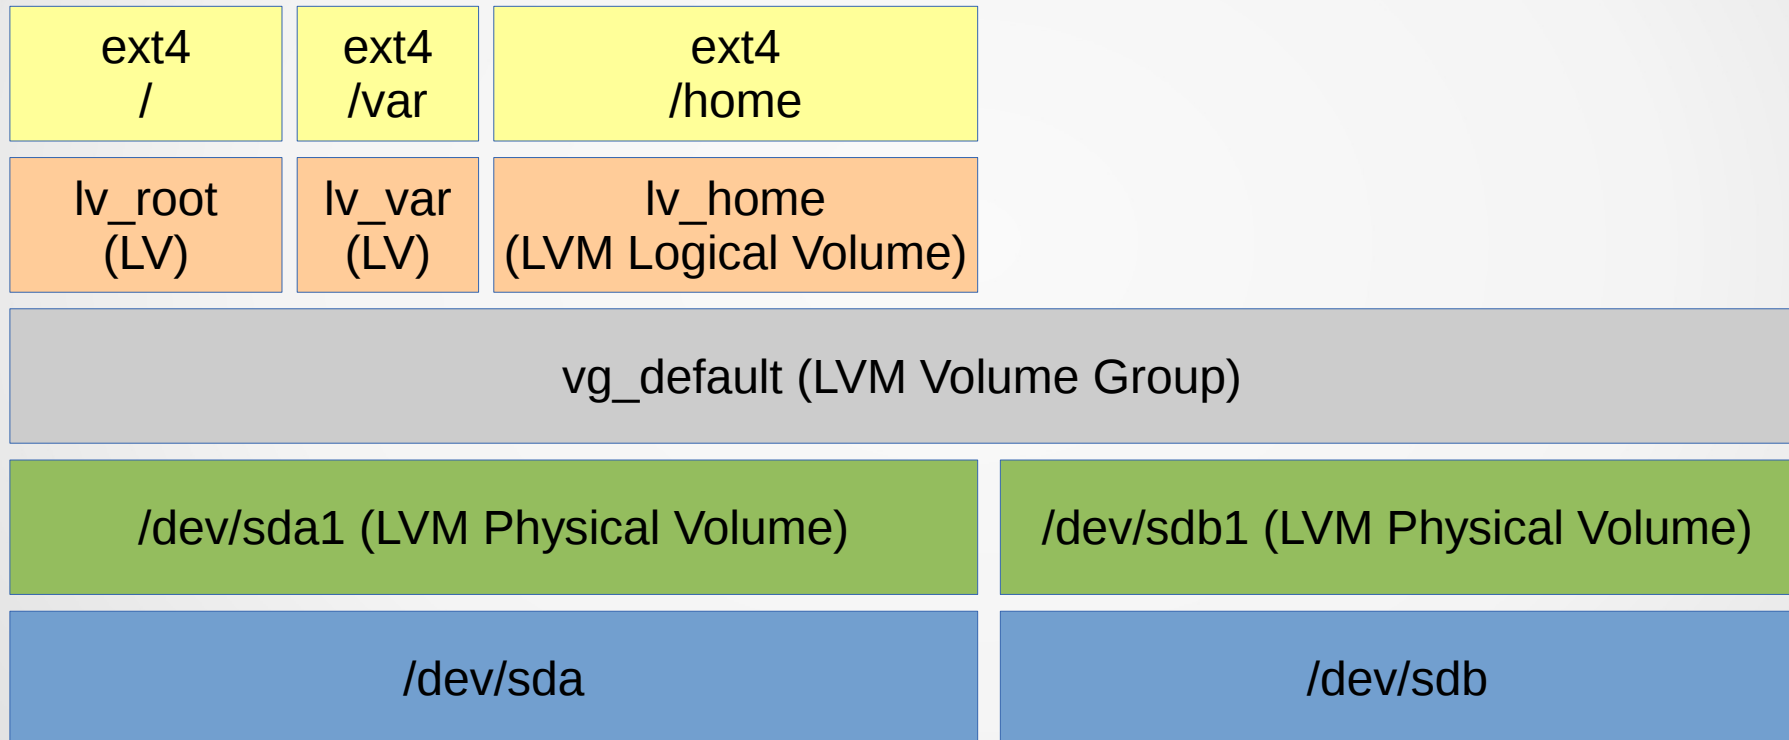 ext4
/
ext4
/var
ext4
/home
lv_root
(LV)
lv_var
(LV)
lv_home
(LVM Logical Volume)
vg_default (LVM Volume Group)
/dev/sda1 (LVM Physical Volume)
/dev/sdb1 (LVM Physical Volume)
/dev/sda
/dev/sdb